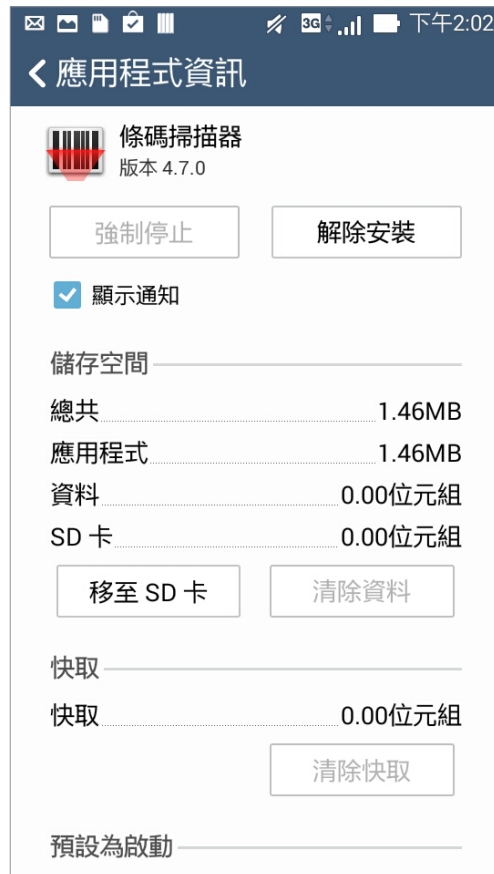 3G 下午2:02
應用程式資訊
條碼掃描器
版本 4.7.0
強制停止 解除安裝
顯示通知
儲存空間
總共 1.46MB
應用程式 1.46MB
資料 0.00位元組
SD 卡 0.00位元組
移至 SD 卡 清除資料
快取
快取 0.00位元組
清除快取
預設為啟動